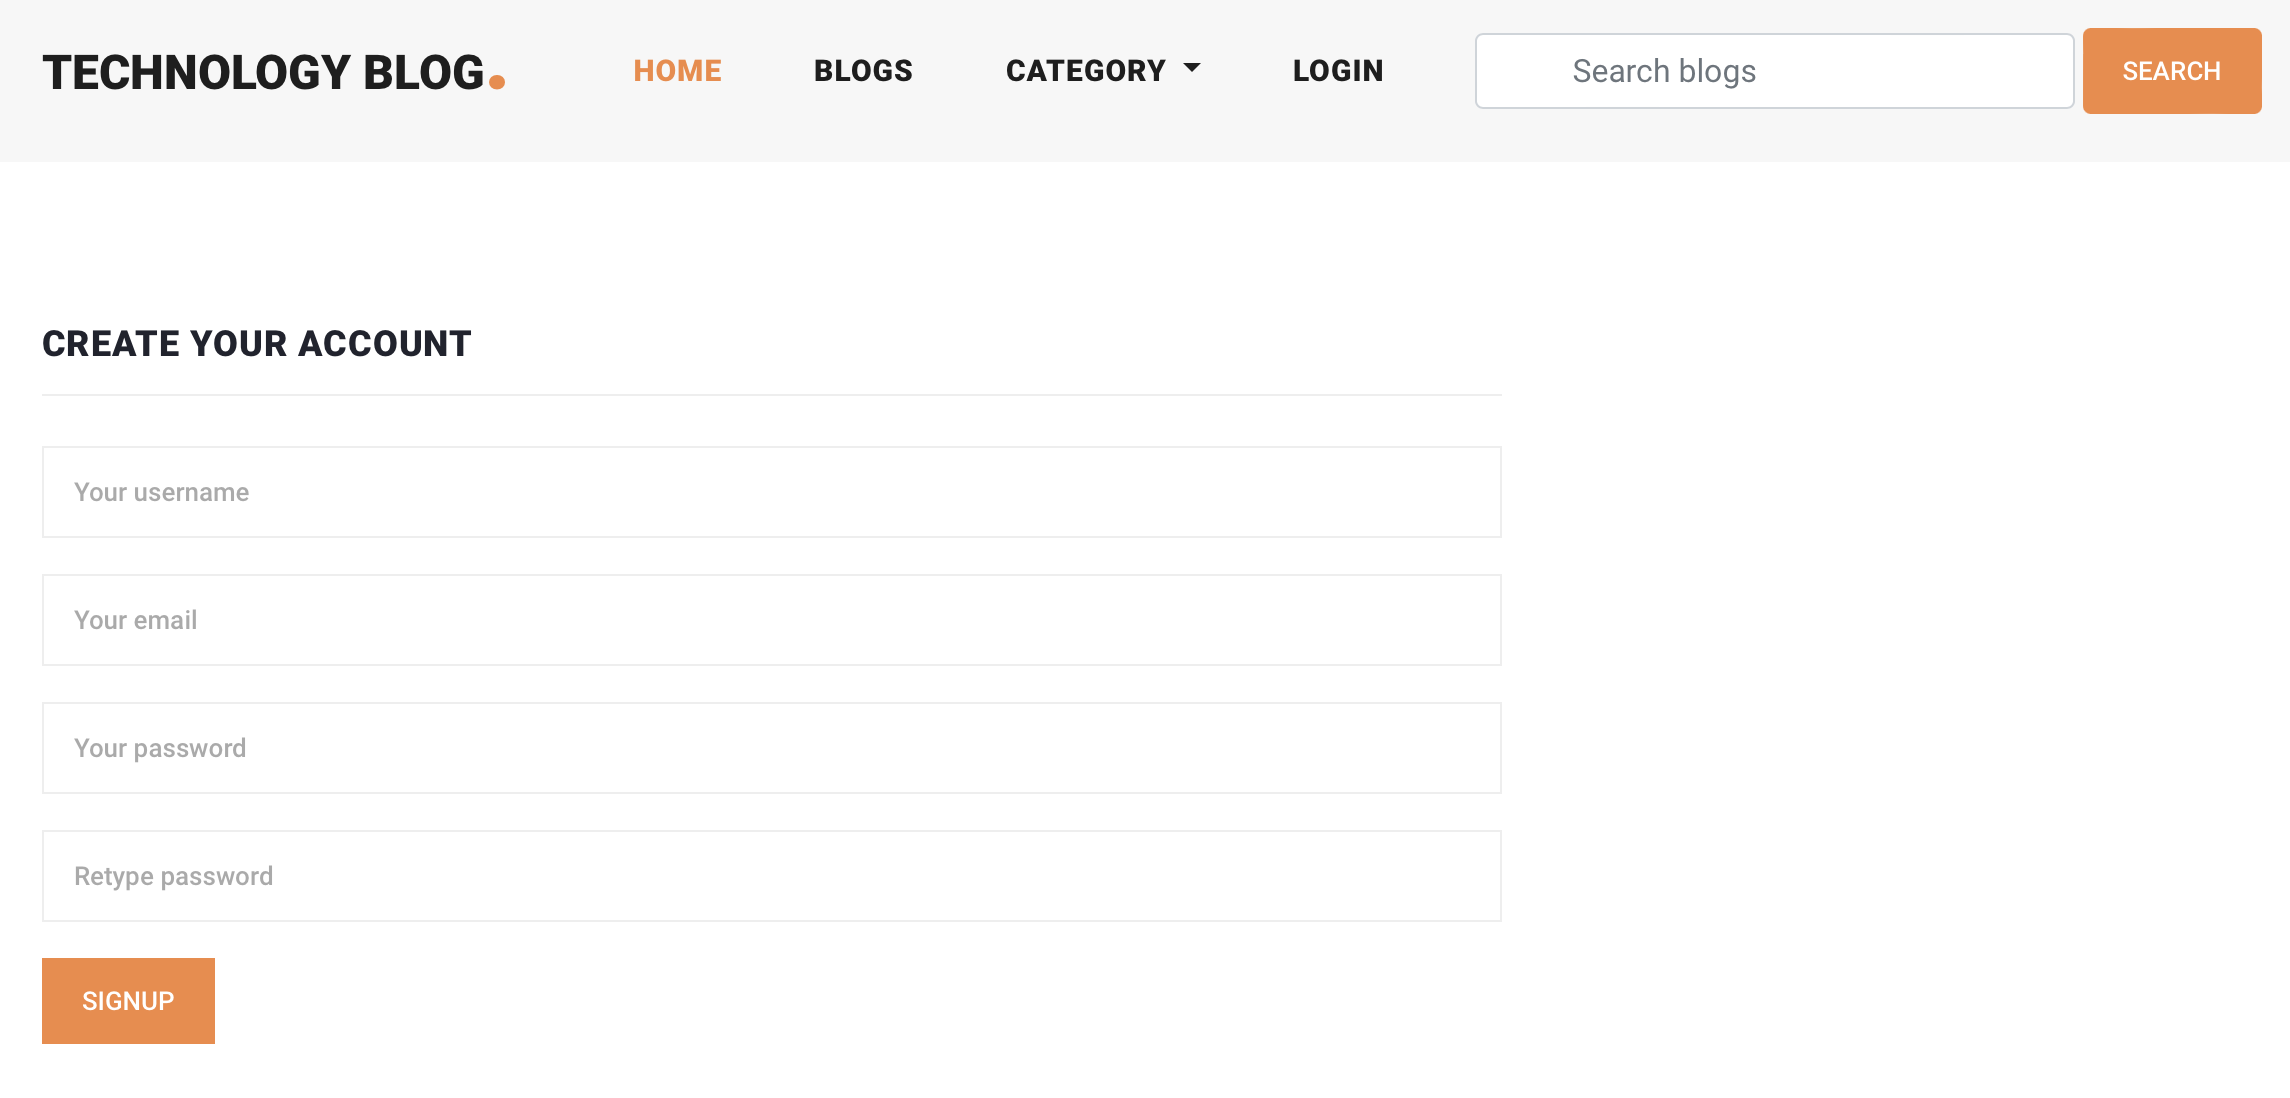 TECHNOLOGY BLOG. HOME BLOGS CATEGORY LOGIN Search blogs SEARCH
CREATE YOUR ACCOUNT
Your username
Your email
Your password
Retype password
SIGNUP